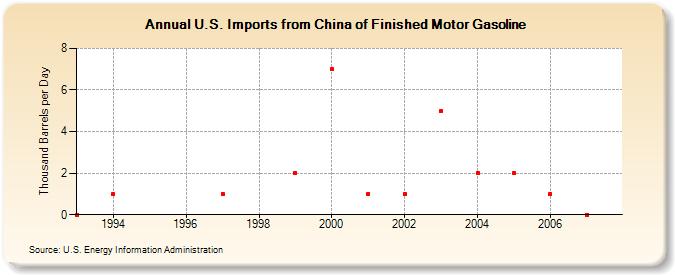 Annual U.S. Imports from China of Finished Motor Gasoline
Thousand Barrels per Day
8
6
4
2
0
1994 1996 1998 2000 2002 2004 2006
Source: U.S. Energy Information Administration